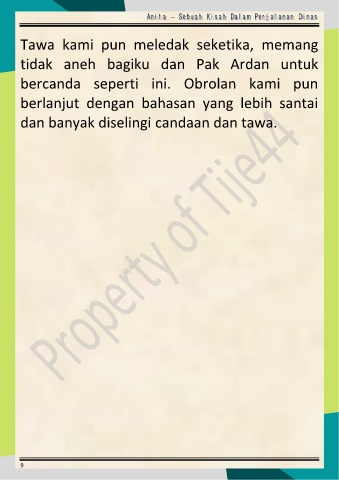 Anita – Sebuah Kisah Dalam Perjalanan Dinas
Tawa kami pun meledak seketika, memang
tidak aneh bagiku dan Pak Ardan untuk
bercanda seperti ini. Obrolan kami pun
berlanjut dengan bahasan yang lebih santai
dan banyak diselingi candaan dan tawa.
Property of Tije44
9